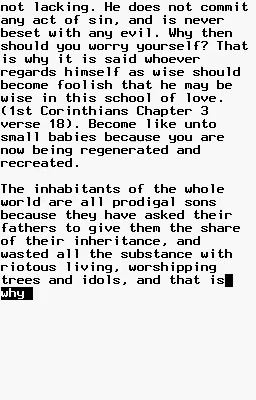 not lacking. He does not commit
any act of sin, and is never
beset with any evil. Why then
should you worry yourself? That
is why it is said whoever
regards himself as wise should
become foolish that he may be
wise in this school of love.
(1st Corinthians Chapter 3
verse 18). Become like unto
small babies because you are
now being regenerated and
recreated.

The inhabitants of the whole
world are all prodigal sons
because they have asked their
fathers to give them the share
of their inheritance, and
wasted all the substance with
riotous living, worshipping
trees and idols, and that is
why